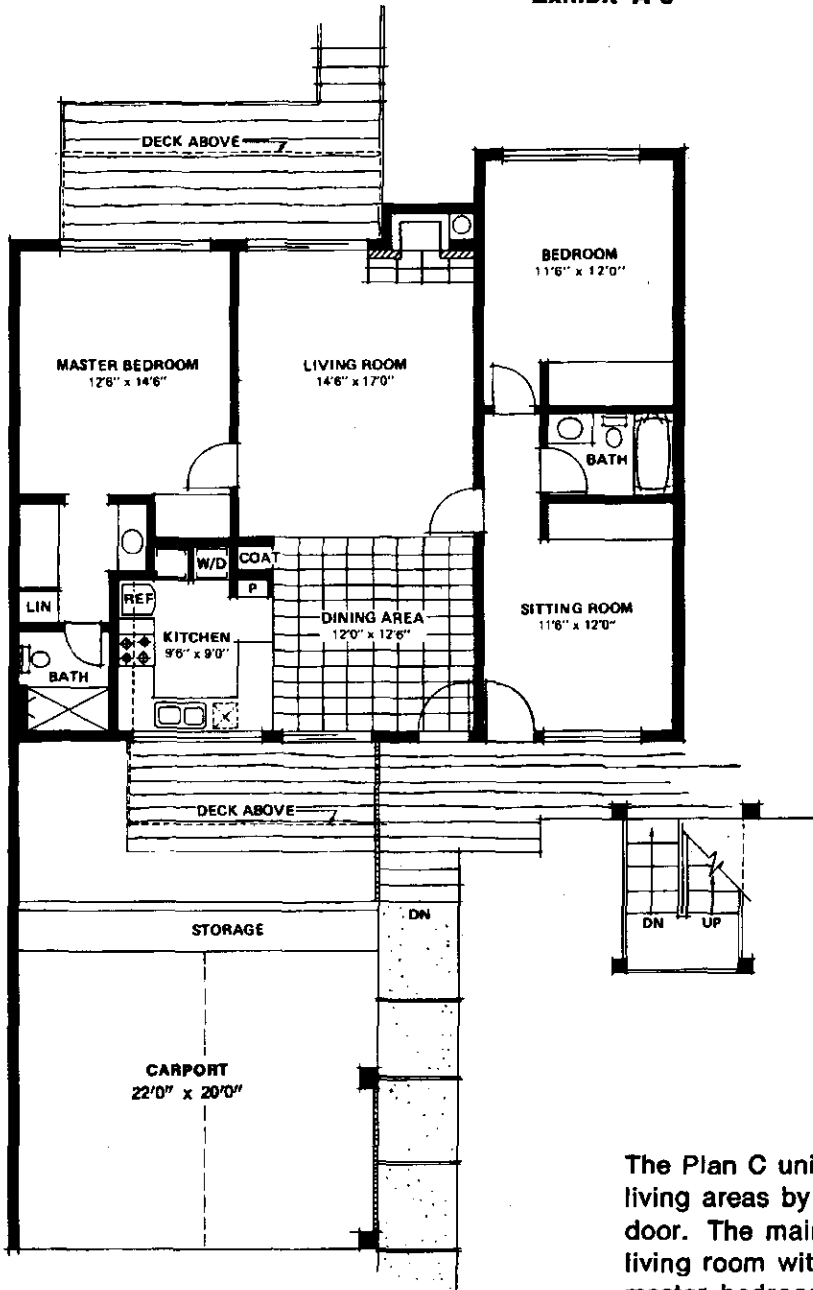 DECK ABOVE
BEDROOM
11'6" x 12'0"
MASTER BEDROOM
12'6" x 14'6"
LIVING ROOM
14'6" x 17'0"
BATH
W/D
COAT
P
REF
LIN
KITCHEN
9'6" x 9'0"
DINING AREA
12'0" x 12'6"
SITTING ROOM
11'6" x 12'0"
BATH
DECK ABOVE
STORAGE
DN
DN
UP
CARPORT
22'0" x 20'0"
The Plan C
living areas by
door. The
living room
master